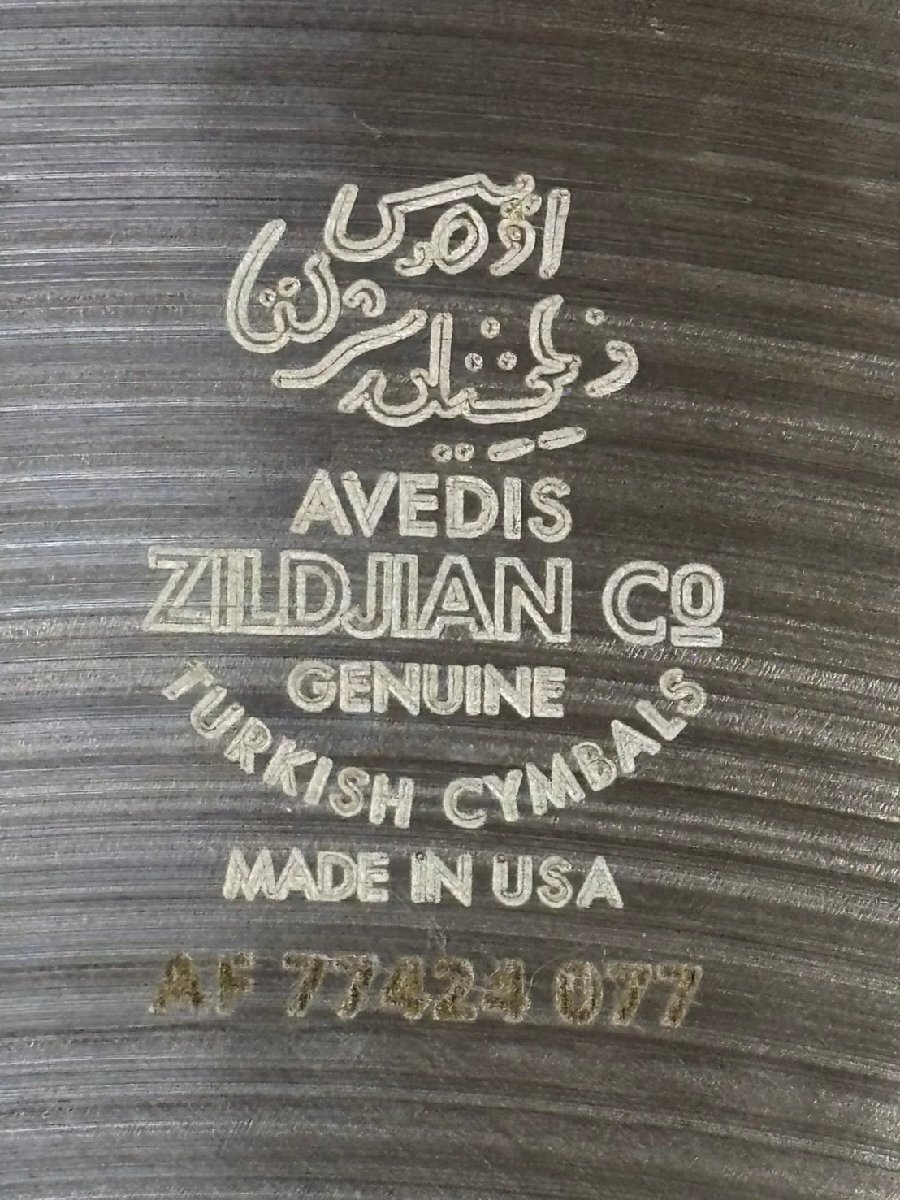 AVEDIS
ZILDJIAN Cº
GENUINE
TURKISH CYMBALS
MADE IN USA
AF 77424 077